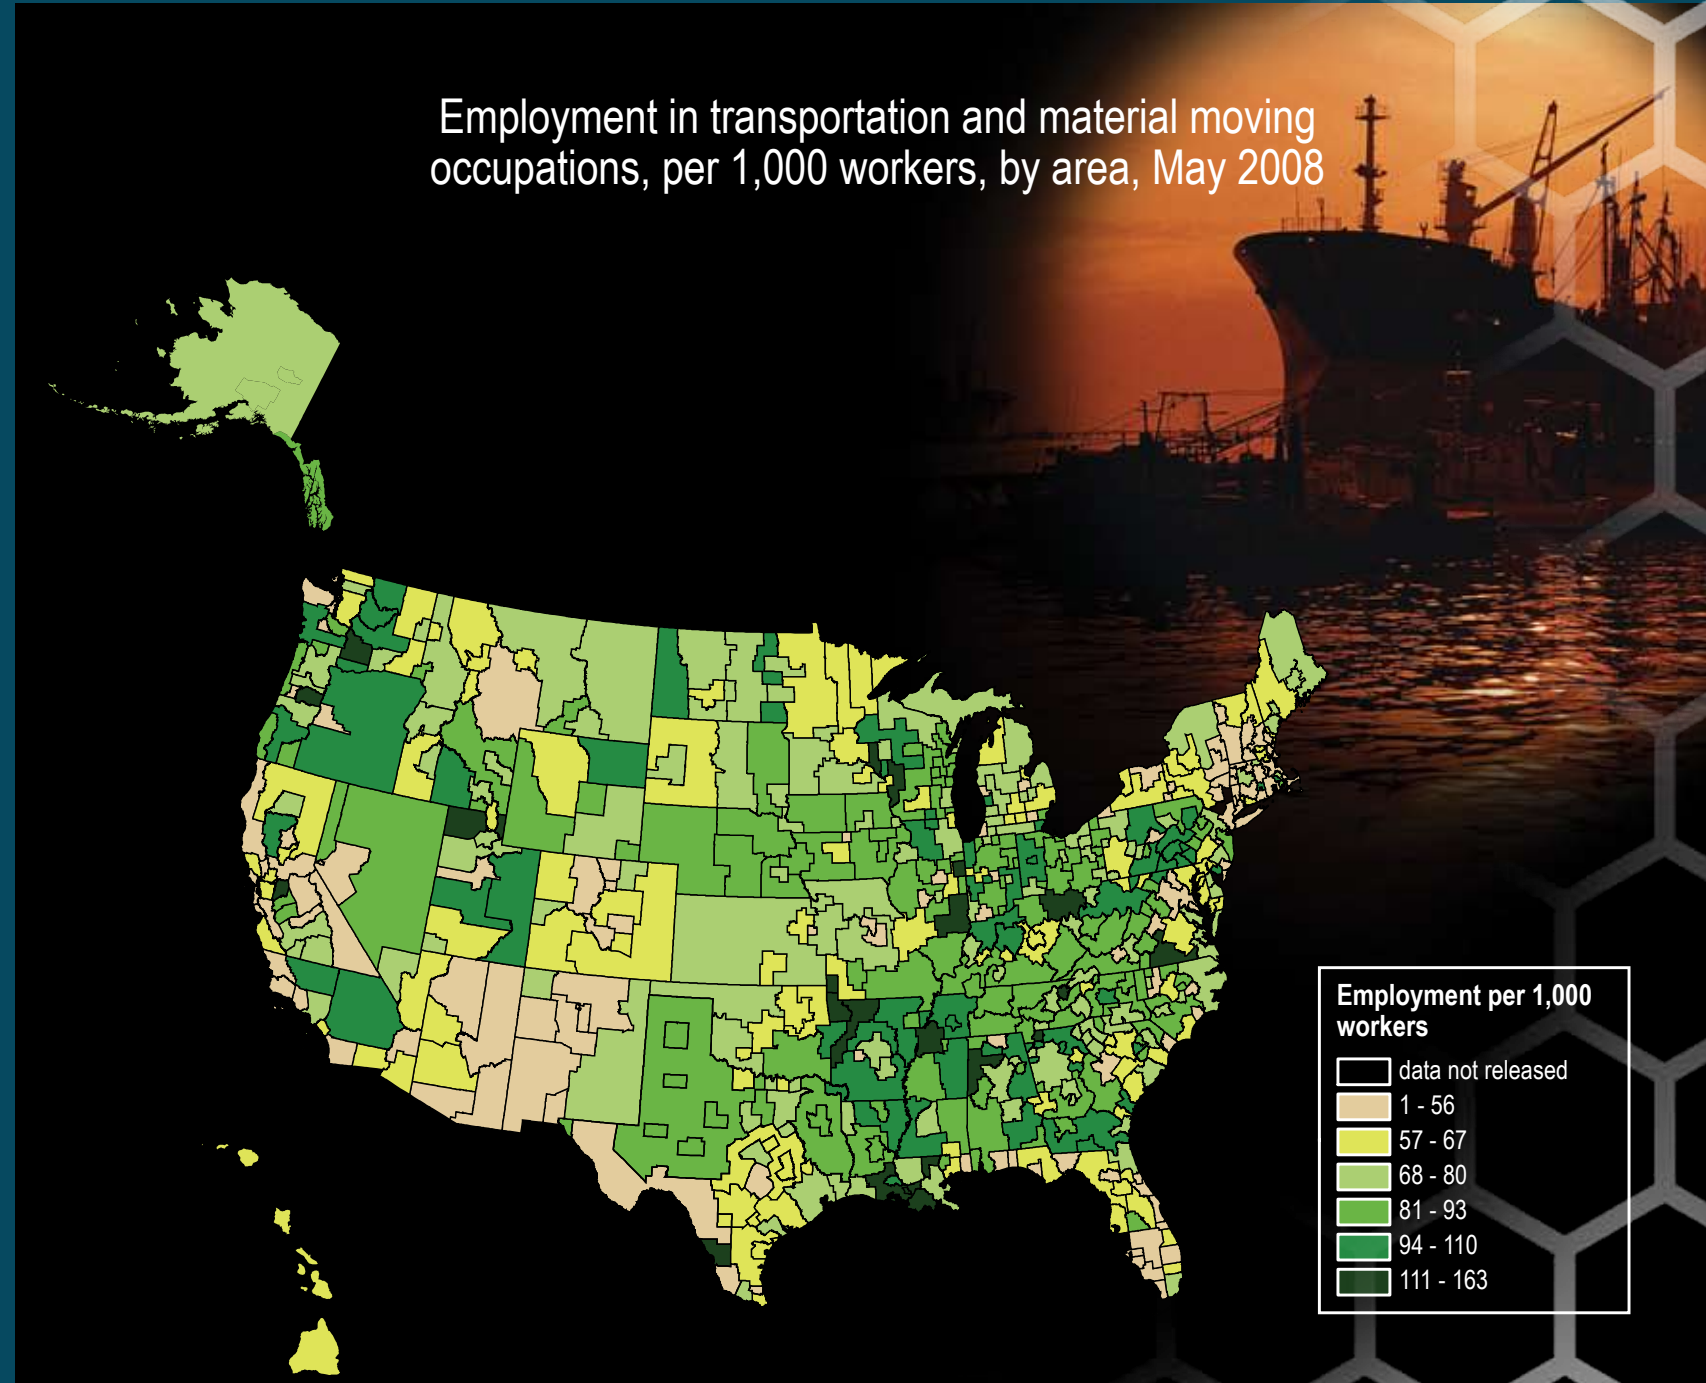 Employment in transportation and material moving
occupations, per 1,000 workers, by area, May 2008
Employment per 1,000
workers
data not released
1 - 56
57 - 67
68 - 80
81 - 93
94 - 110
111 - 163